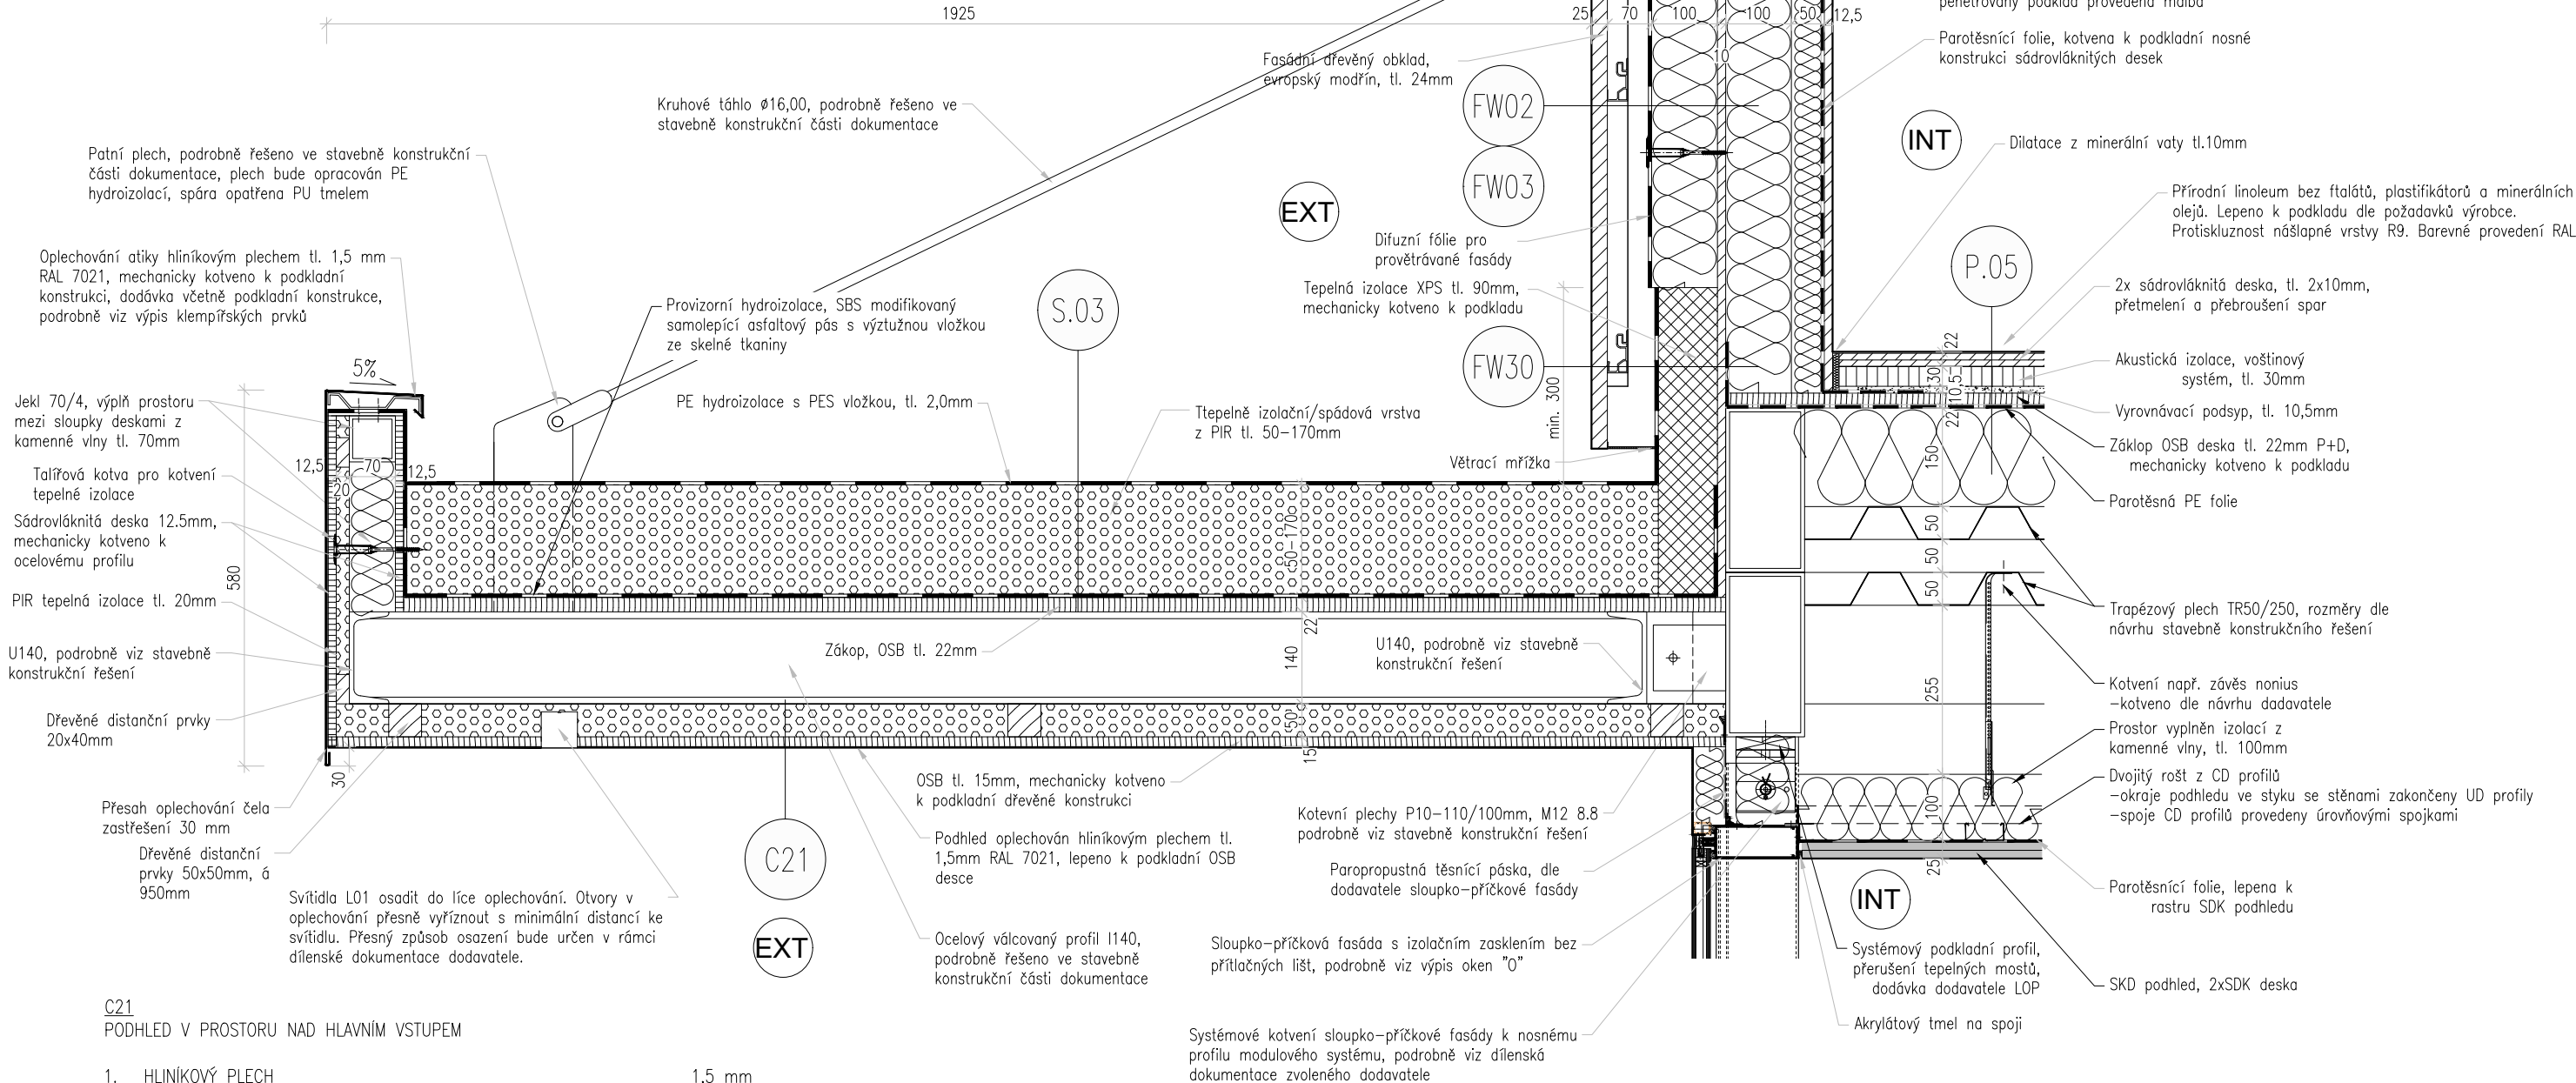 1925
25
70
100
100
50
12,5
10
penetrovaný podklad provedena malba
Parotěsnící folie, kotvena k podkladní nosné
konstrukci sádrovláknitých desek
Fasádní dřevěný obklad,
evropský modřín, tl. 24mm
FW02
FW03
FW30
INT
EXT
Dilatace z minerální vaty tl.10mm
Kruhové táhlo ø16,00, podrobně řešeno ve
stavebně konstrukční části dokumentace
Patní plech, podrobně řešeno ve stavebně konstrukční
části dokumentace, plech bude opracován PE
hydroizolací, spára opatřena PU tmelem
Přírodní linoleum bez ftalátů, plastifikátorů a minerálních
olejů. Lepeno k podkladu dle požadavků výrobce.
Protiskluznost nášlapné vrstvy R9. Barevné provedení RAL
Difuzní fólie pro
provětrávané fasády
P.05
Oplechování atiky hliníkovým plechem tl. 1,5 mm
RAL 7021, mechanicky kotveno k podkladní
konstrukci, dodávka včetně podkladní konstrukce,
podrobně viz výpis klempířských prvků
Provizorní hydroizolace, SBS modifikovaný
samolepící asfaltový pás s výztužnou vložkou
ze skelné tkaniny
S.03
Tepelná izolace XPS tl. 90mm,
mechanicky kotveno k podkladu
2x sádrovláknitá deska, tl. 2x10mm,
přetmelení a přebroušení spar
22
30
10,5
22
Akustická izolace, voštinový
systém, tl. 30mm
Vyrovnávací podsyp, tl. 10,5mm
5%
min. 300
Jekl 70/4, výplň prostoru
mezi sloupky deskami z
kamenné vlny tl. 70mm
PE hydroizolace s PES vložkou, tl. 2,0mm
Ttepelně izolační/spádová vrstva
z PIR tl. 50-170mm
Záklop OSB deska tl. 22mm P+D,
mechanicky kotveno k podkladu
Větrací mřížka
12,5
70
12,5
20
150
Talířová kotva pro kotvení
tepelné izolace
Parotěsná PE folie
Sádrovláknitá deska 12.5mm,
mechanicky kotveno k
ocelovému profilu
50-170
50
50
50
580
PIR tepelná izolace tl. 20mm
Trapézový plech TR50/250, rozměry dle
návrhu stavebně konstrukčního řešení
22
140
U140, podrobně viz stavebně
konstrukční řešení
Zákop, OSB tl. 22mm
U140, podrobně viz stavebně
konstrukční řešení
255
Kotvení např. závěs nonius
-kotveno dle návrhu dadavatele
Dřevěné distanční prvky
20x40mm
50
15
Prostor vyplněn izolací z
kamenné vlny, tl. 100mm
30
OSB tl. 15mm, mechanicky kotveno
k podkladní dřevěné konstrukci
Dvojitý rošt z CD profilů
-okraje podhledu ve styku se stěnami zakončeny UD profily
-spoje CD profilů provedeny úrovňovými spojkami
100
25
Přesah oplechování čela
zastřešení 30 mm
Kotevní plechy P10-110/100mm, M12 8.8
podrobně viz stavebně konstrukční řešení
Podhled oplechován hliníkovým plechem tl.
1,5mm RAL 7021, lepeno k podkladní OSB
desce
C21
Dřevěné distanční
prvky 50x50mm, á
950mm
Paropropustná těsnící páska, dle
dodavatele sloupko-příčkové fasády
INT
Parotěsnící folie, lepena k
rastru SDK podhledu
Svítidla L01 osadit do líce oplechování. Otvory v
oplechování přesně vyříznout s minimální distancí ke
svítidlu. Přesný způsob osazení bude určen v rámci
dílenské dokumentace dodavatele.
EXT
Ocelový válcovaný profil I140,
podrobně řešeno ve stavebně
konstrukční části dokumentace
Sloupko-příčková fasáda s izolačním zasklením bez
přítlačných lišt, podrobně viz výpis oken "O"
Systémový podkladní profil,
přerušení tepelných mostů,
dodávka dodavatele LOP
SKD podhled, 2xSDK deska
Akrylátový tmel na spoji
Systémové kotvení sloupko-příčkové fasády k nosnému
profilu modulového systému, podrobně viz dílenská
dokumentace zvoleného dodavatele
C21
PODHLED V PROSTORU NAD HLAVNÍM VSTUPEM
1. HLINÍKOVÝ PLECH 1,5 mm